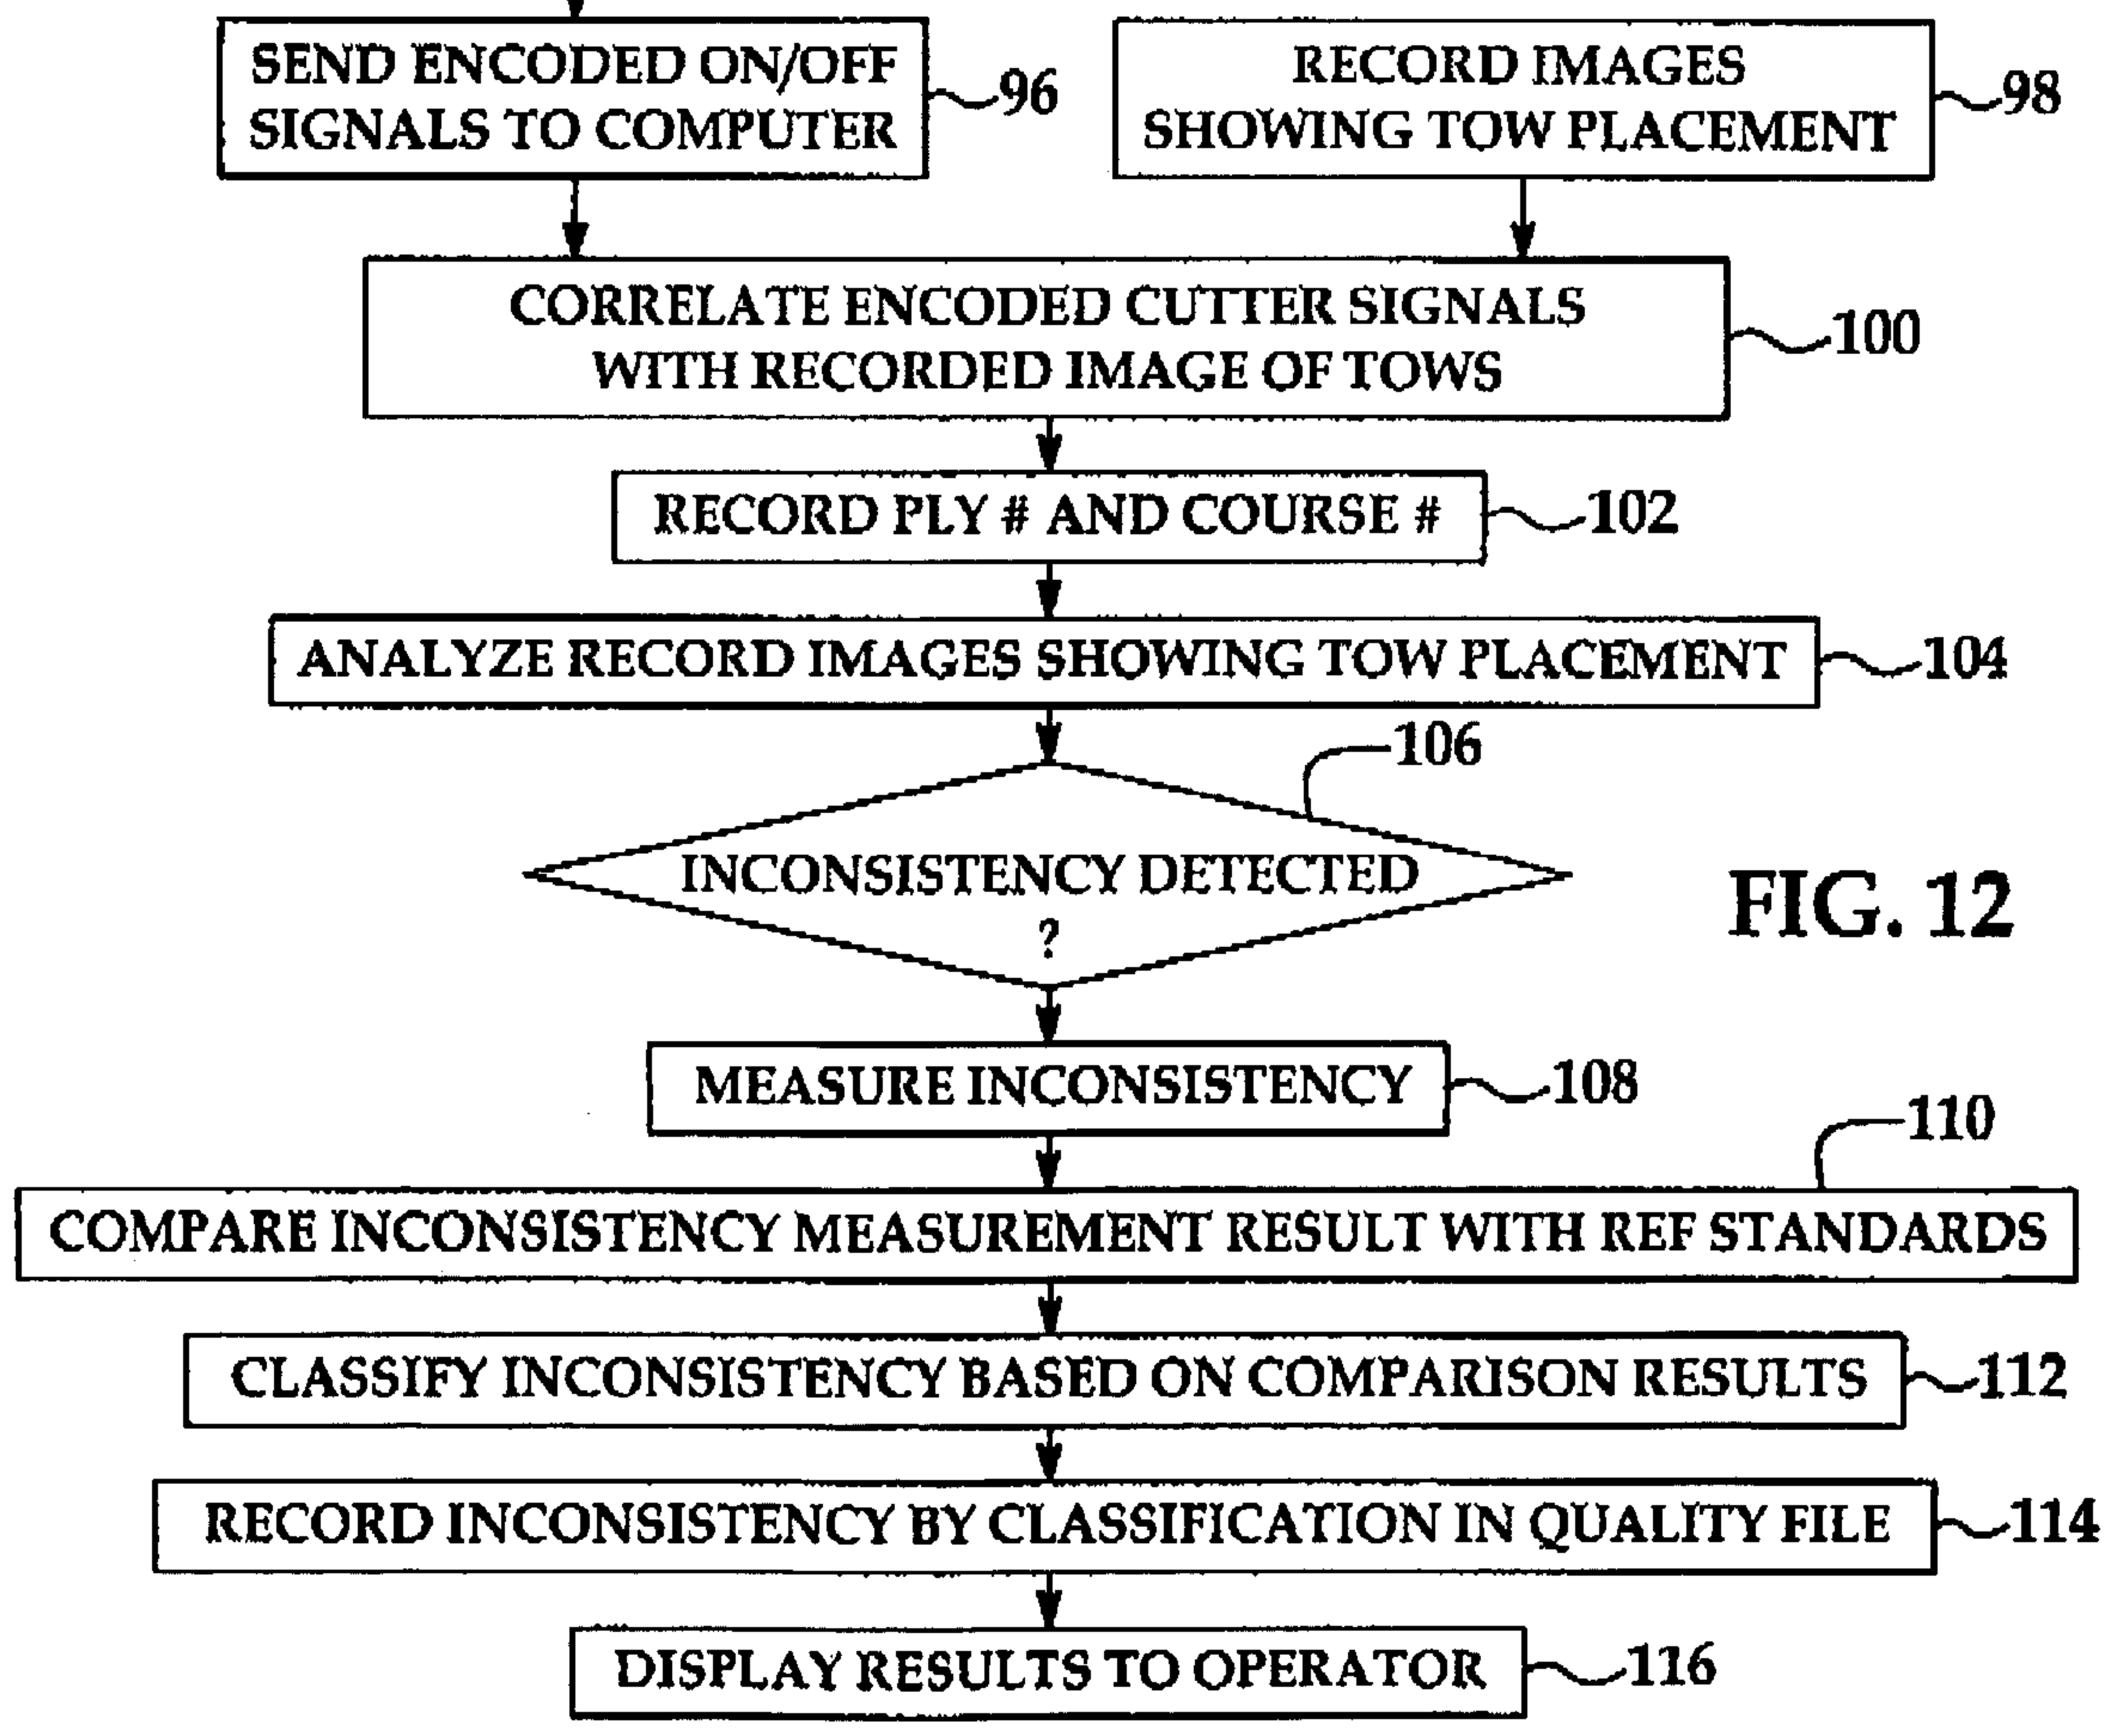 SEND ENCODED ON/OFF
SIGNALS TO COMPUTER
96
RECORD IMAGES
SHOWING TOW PLACEMENT
98
CORRELATE ENCODED CUTTER SIGNALS
WITH RECORDED IMAGE OF TOWS
100
RECORD PLY # AND COURSE #
102
ANALYZE RECORD IMAGES SHOWING TOW PLACEMENT
104
106
INCONSISTENCY DETECTED
?
FIG. 12
MEASURE INCONSISTENCY
108
110
COMPARE INCONSISTENCY MEASUREMENT RESULT WITH REF STANDARDS
CLASSIFY INCONSISTENCY BASED ON COMPARISON RESULTS
112
RECORD INCONSISTENCY BY CLASSIFICATION IN QUALITY FILE
114
DISPLAY RESULTS TO OPERATOR
116